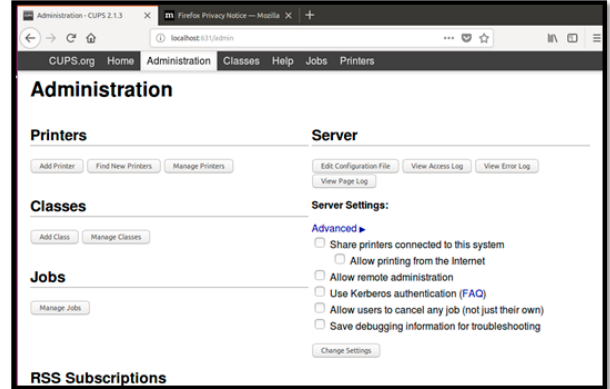 Administration - CUPS 2.1.3
Firefox Privacy Notice — Mozilla
localhost:631/admin
CUPS.org Home Administration Classes Help Jobs Printers
Administration
Printers
Add Printer Find New Printers Manage Printers
Classes
Add Class Manage Classes
Jobs
Manage Jobs
RSS Subscriptions
Server
Edit Configuration File View Access Log View Error Log
View Page Log
Server Settings:
Advanced ▸
Share printers connected to this system
Allow printing from the Internet
Allow remote administration
Use Kerberos authentication (FAQ)
Allow users to cancel any job (not just their own)
Save debugging information for troubleshooting
Change Settings